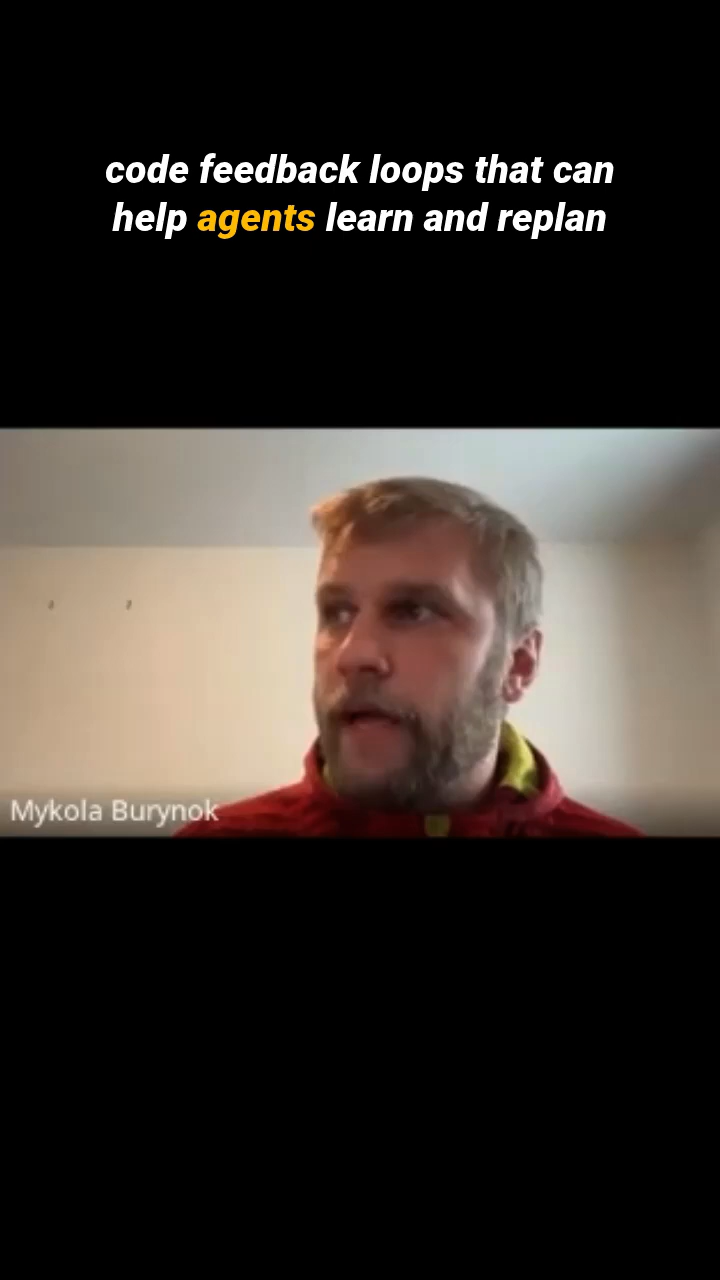 code feedback loops that can
help agents learn and replan
Mykola Burynok